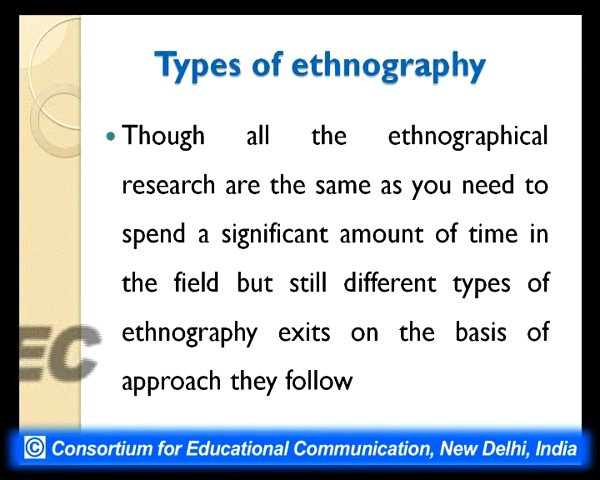 Types of ethnography
• Though all the ethnographical
research are the same as you need to
spend a significant amount of time in
the field but still different types of
ethnography exits on the basis of
approach they follow
EC
© Consortium for Educational Communication, New Delhi, India